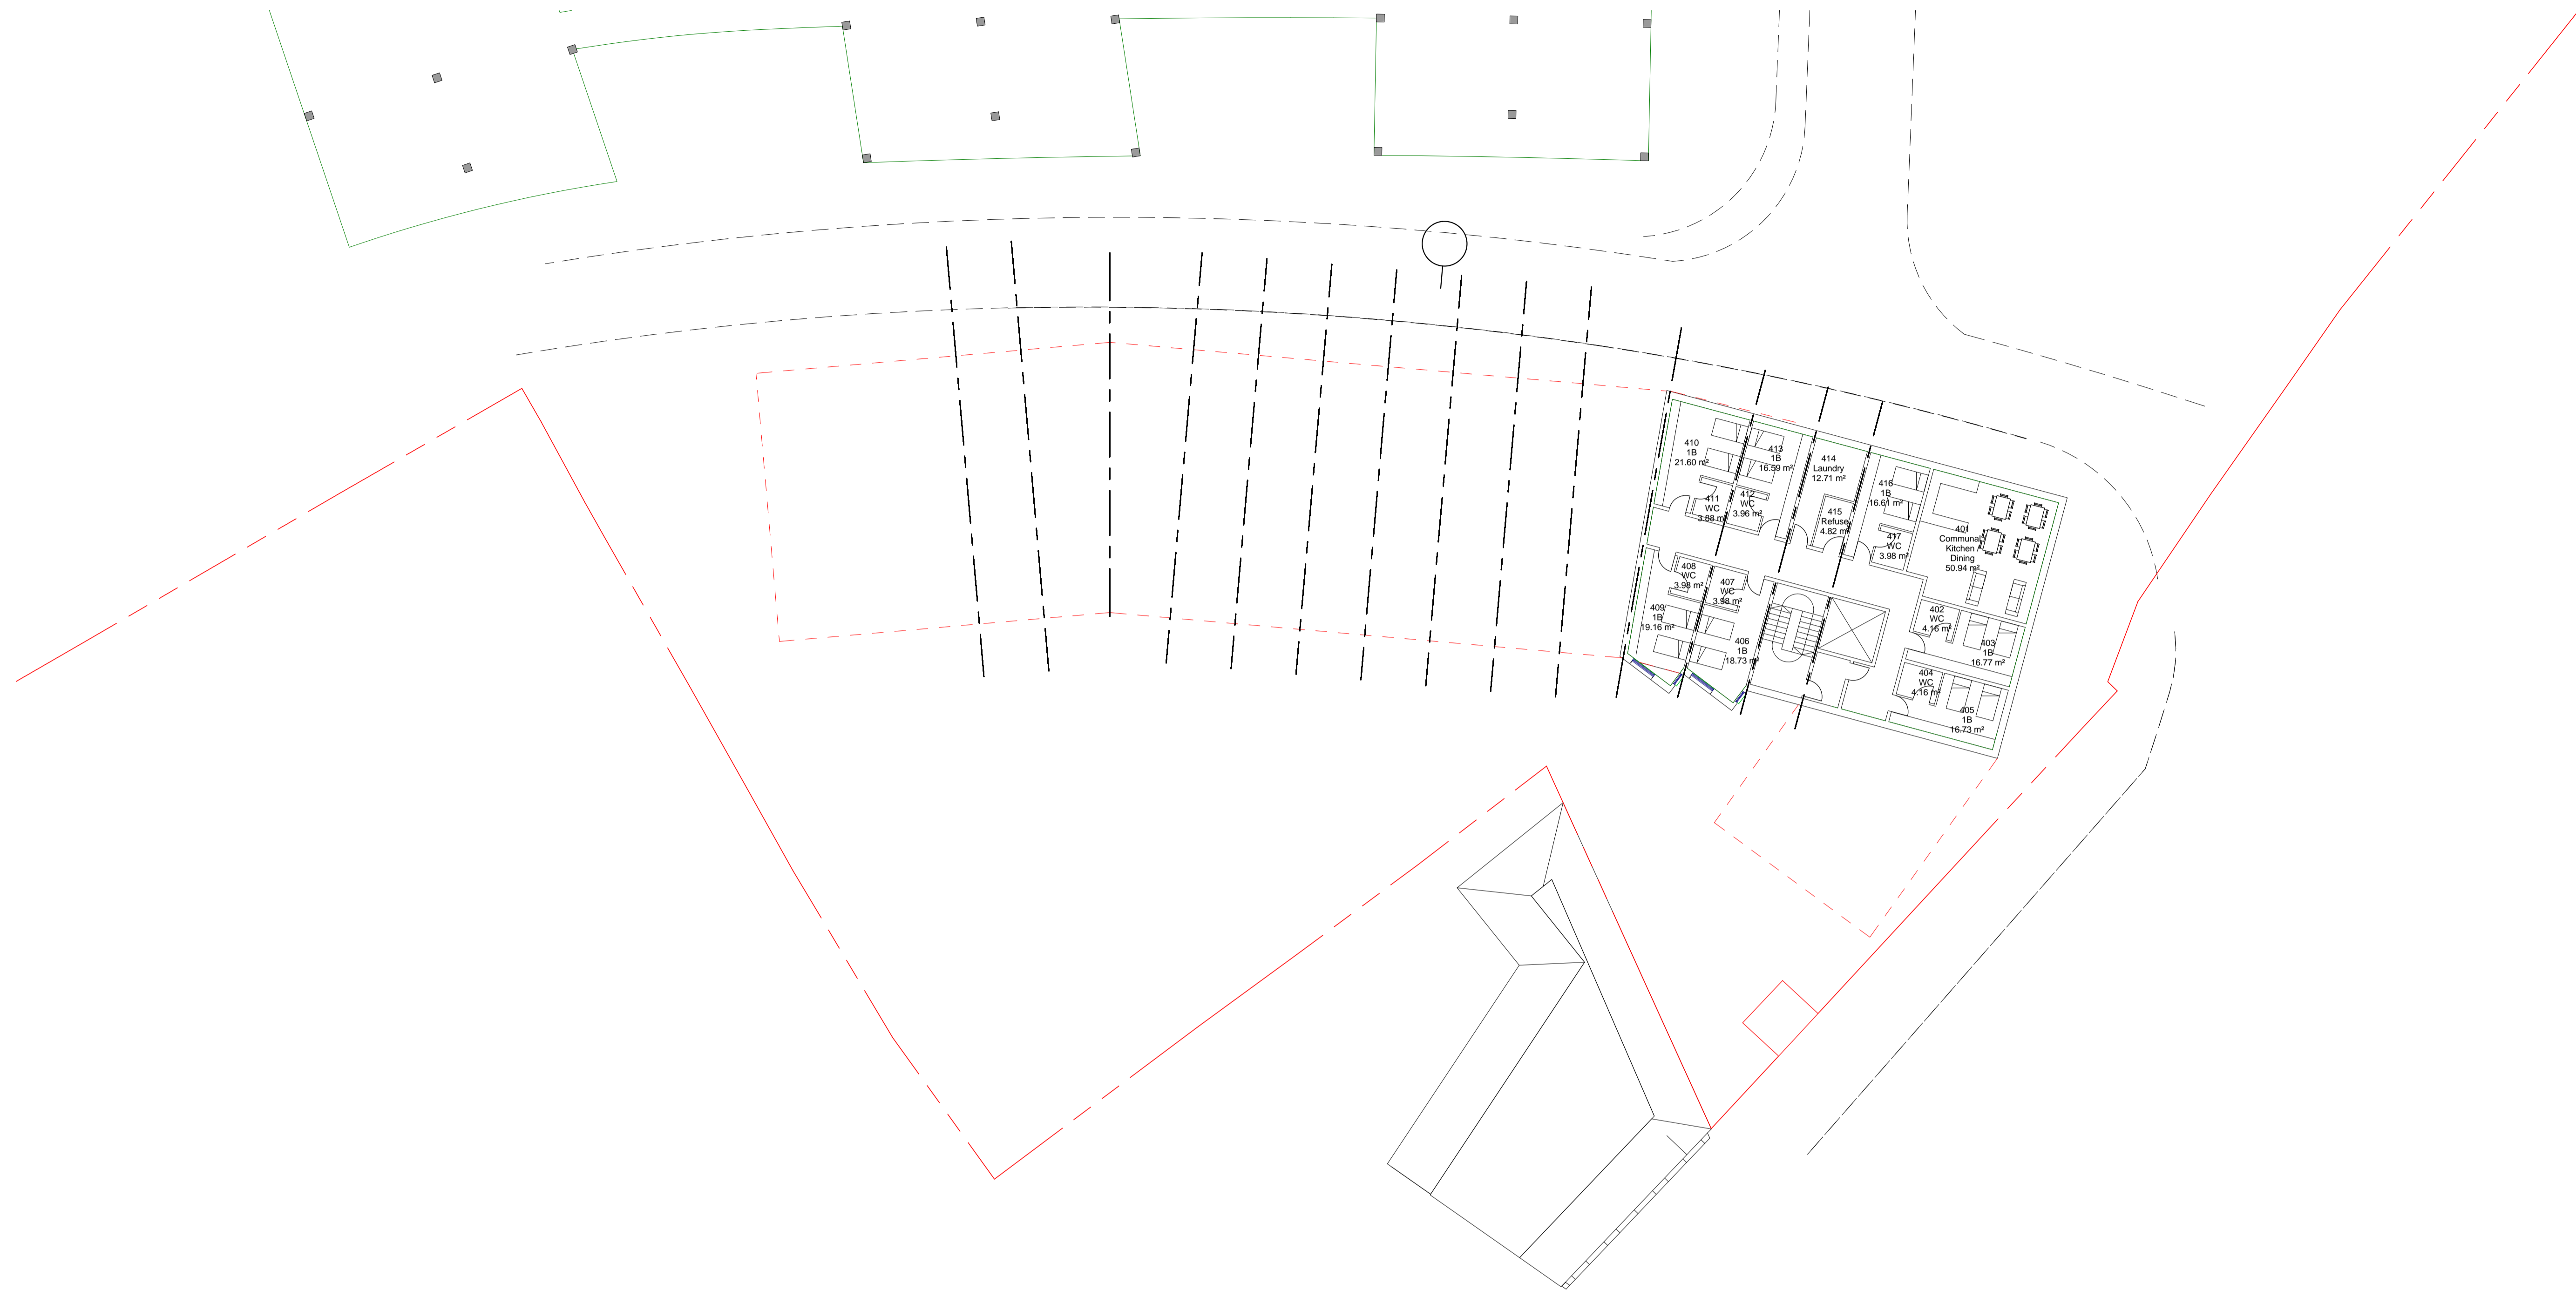 410
1B
21.60 m²
413
1B
16.59 m²
414
Laundry
12.71 m²
411
WC
3.88 m²
412
WC
3.96 m²
415
Refuse
4.82 m²
416
1B
16.61 m²
417
WC
3.98 m²
401
Communal
Kitchen /
Dining
50.94 m²
408
WC
3.98 m²
407
WC
3.98 m²
409
1B
19.16 m²
406
1B
18.73 m²
402
WC
4.16 m²
403
1B
16.77 m²
404
WC
4.16 m²
405
1B
16.73 m²